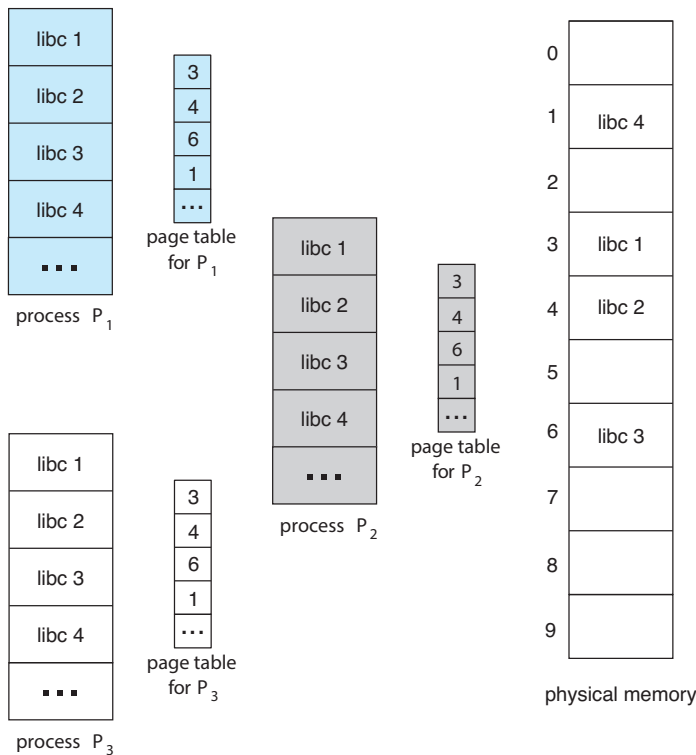 libc 1
libc 2
libc 3
libc 4
...
process P1
3
4
6
1
...
page table
for P1
libc 1
libc 2
libc 3
libc 4
...
process P2
3
4
6
1
...
page table
for P2
libc 1
libc 2
libc 3
libc 4
...
process P3
3
4
6
1
...
page table
for P3
0
1 libc 4
2
3 libc 1
4 libc 2
5
6 libc 3
7
8
9
physical memory